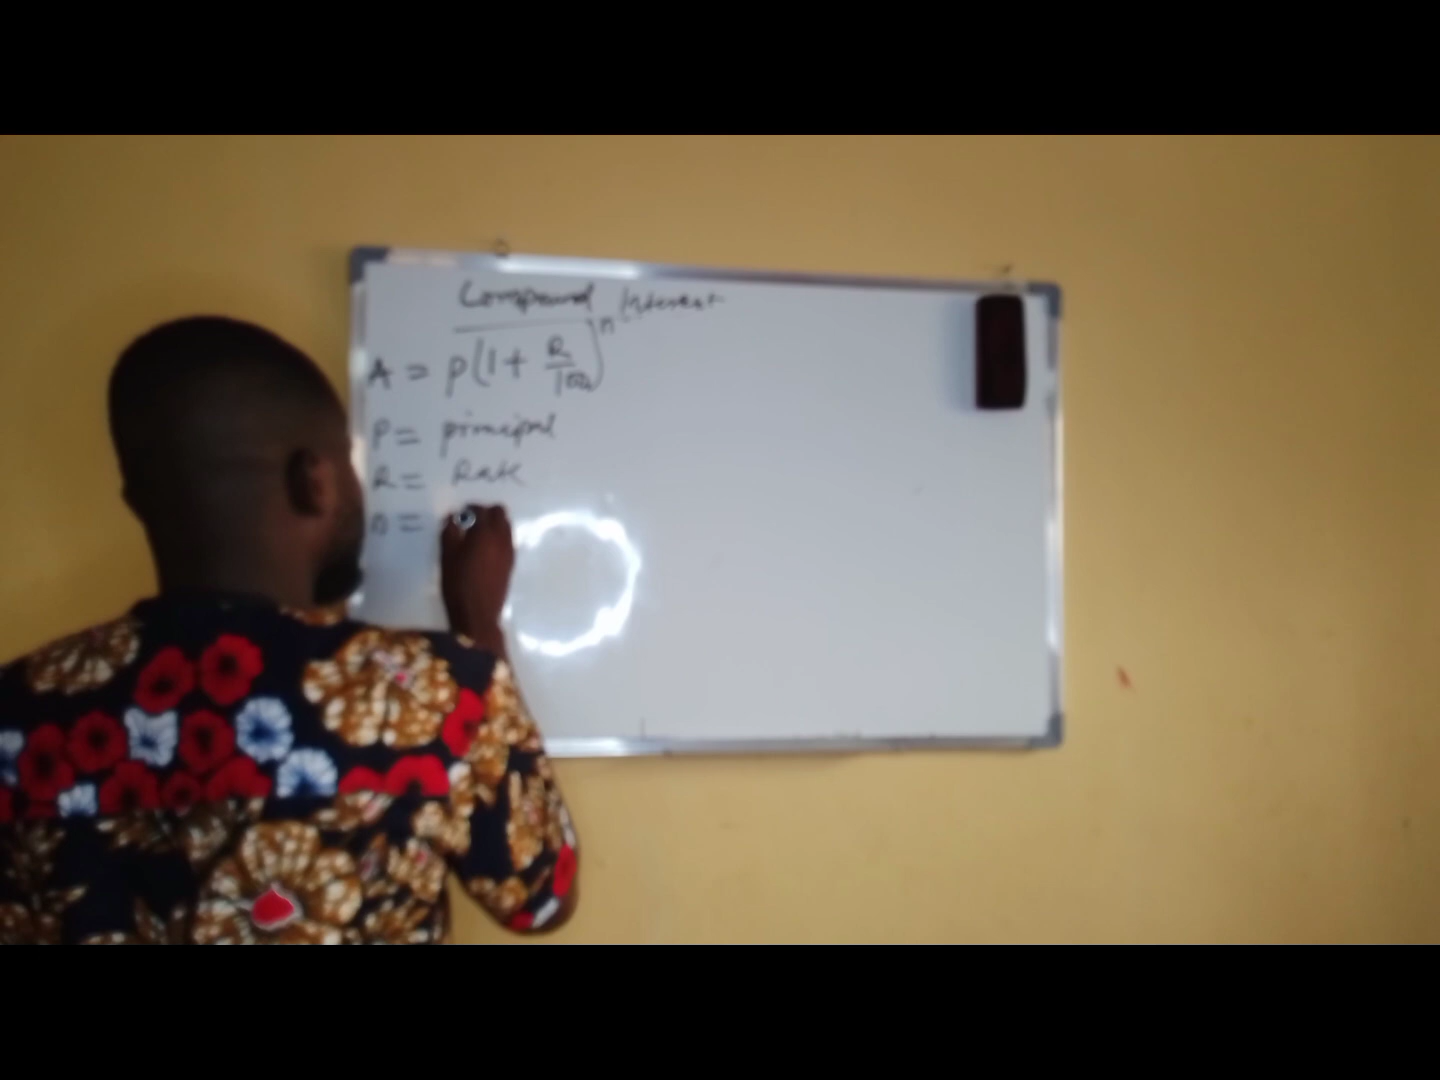 Compound Interest
A = P(1 + R/100)^n
P = principal
R = Rate
n =